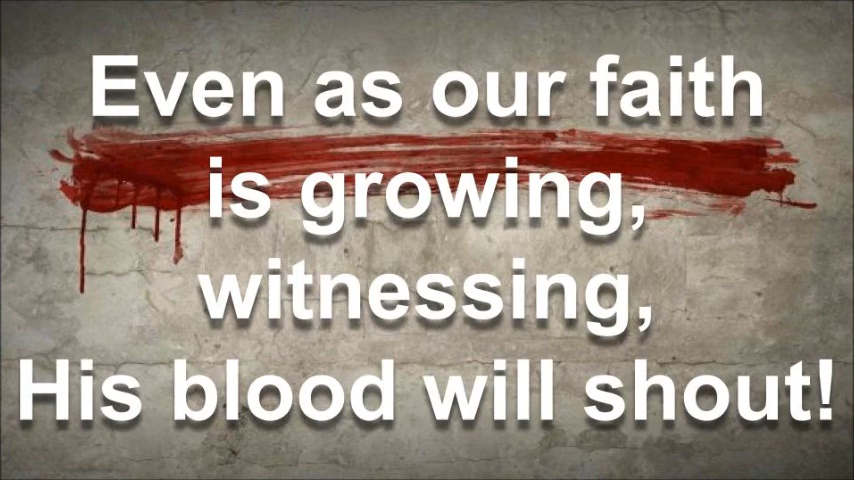 Even as our faith
is growing,
witnessing,
His blood will shout!